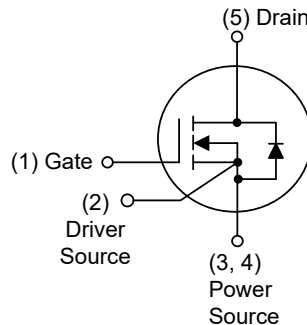 (5) Drain
(1) Gate
(2)
Driver
Source
(3, 4)
Power
Source